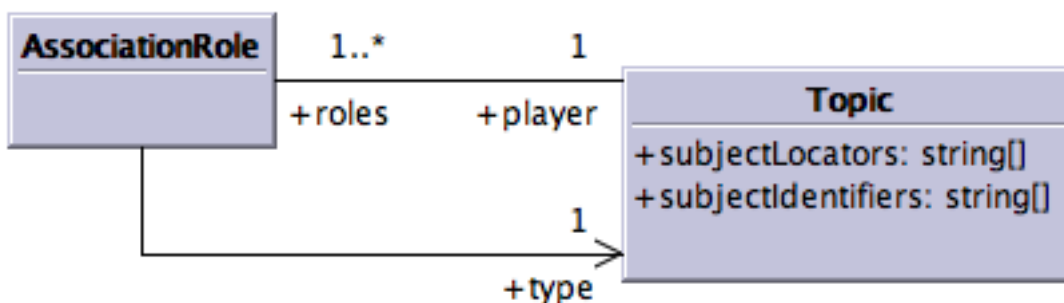 AssociationRole
1..*
1
+roles
+player
Topic
+subjectLocators: string[]
+subjectIdentifiers: string[]
1
+type